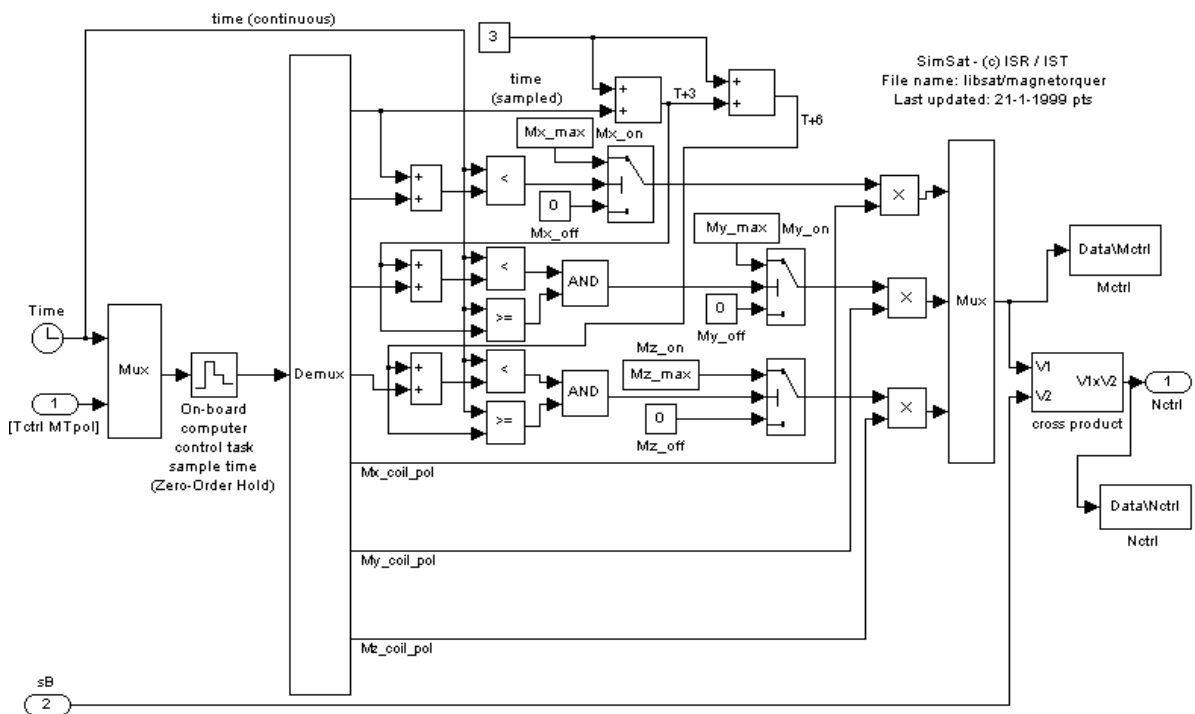 time (continuous)
3
SimSat - (c) ISR / IST
File name: libsat/magnetorquer
Last updated: 21-1-1999 pts
time
(sampled)
+
+
T+3
+
+
T+6
Mx_max
Mx_on
+
+
<
0
Mx_off
×
My_max
My_on
+
+
<
AND
>=
0
My_off
×
Mux
Data\Mctrl
Mctrl
Time
Mux
Demux
1
[Tctrl MTpol]
On-board
computer
control task
sample time
(Zero-Order Hold)
+
+
<
AND
>=
Mz_on
Mz_max
0
Mz_off
×
V1
V2
V1xV2
cross product
1
Nctrl
Mx_coil_pol
Data\Nctrl
Nctrl
My_coil_pol
Mz_coil_pol
sB
2